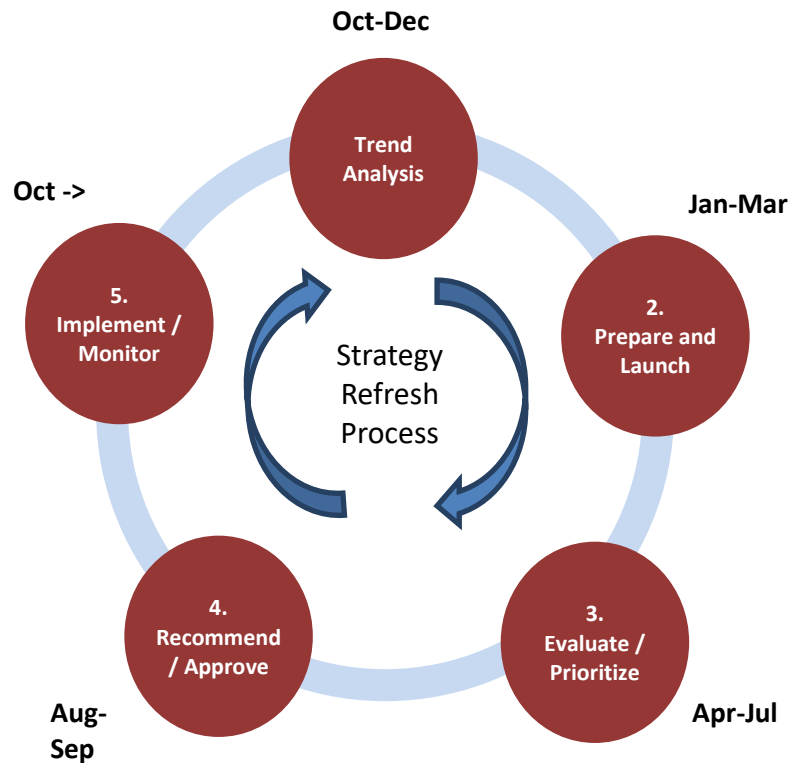 Oct-Dec
Trend
Analysis
Jan-Mar
2.
Prepare and
Launch
Apr-Jul
3.
Evaluate /
Prioritize
Aug-
Sep
4.
Recommend
/ Approve
Oct ->
5.
Implement /
Monitor
Strategy
Refresh
Process